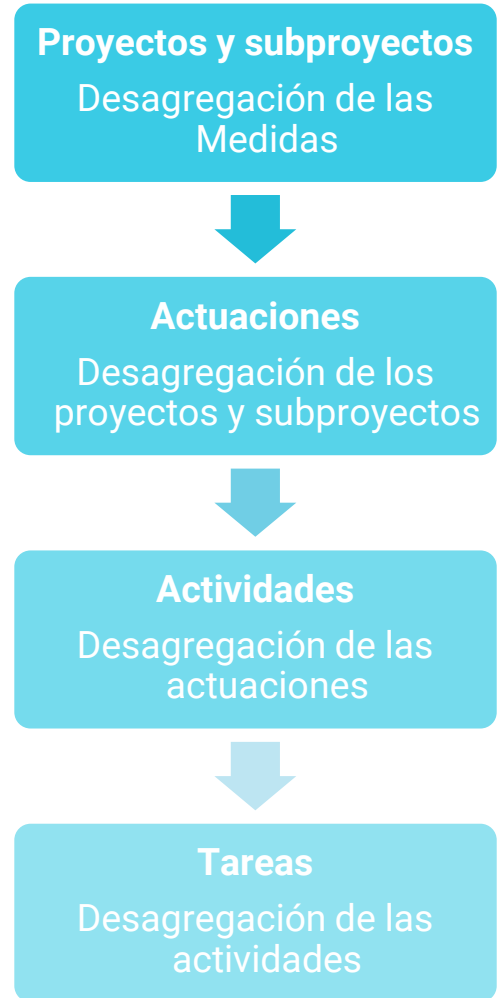 Proyectos y subproyectos
Desagregación de las
Medidas
Actuaciones
Desagregación de los
proyectos y subproyectos
Actividades
Desagregación de las
actuaciones
Tareas
Desagregación de las
actividades